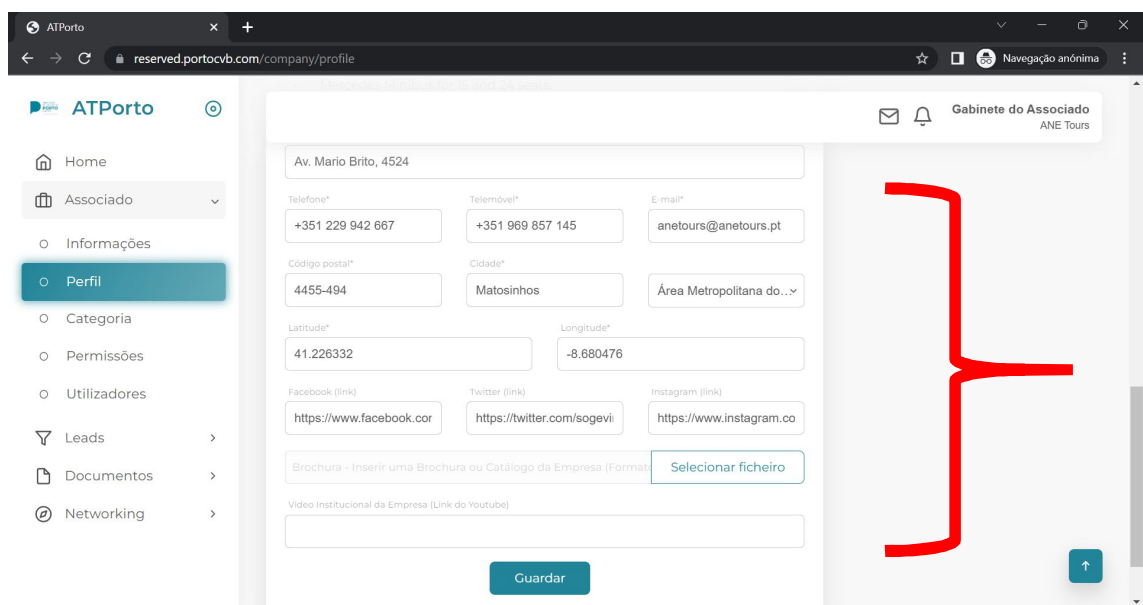 ATPorto
reserved.portocvb.com/company/profile
Navegação anónima
ATPorto
Gabinete do Associado
ANE Tours
Home
Associado
Informações
Perfil
Categoria
Permissões
Utilizadores
Leads
Documentos
Networking
Av. Mario Brito, 4524
Telefone* Telemóvel* E-mail*
+351 229 942 667 +351 969 857 145 anetours@anetours.pt
Código postal* Cidade*
4455-494 Matosinhos Área Metropolitana do...
Latitude* Longitude*
41.226332 -8.680476
Facebook (link) Twitter (link) Instagram (link)
https://www.facebook.cor https://twitter.com/sogevi https://www.instagram.co
Brochura - Inserir uma Brochura ou Catálogo da Empresa (Format Selecionar ficheiro
Vídeo Institucional da Empresa (Link do Youtube)
Guardar